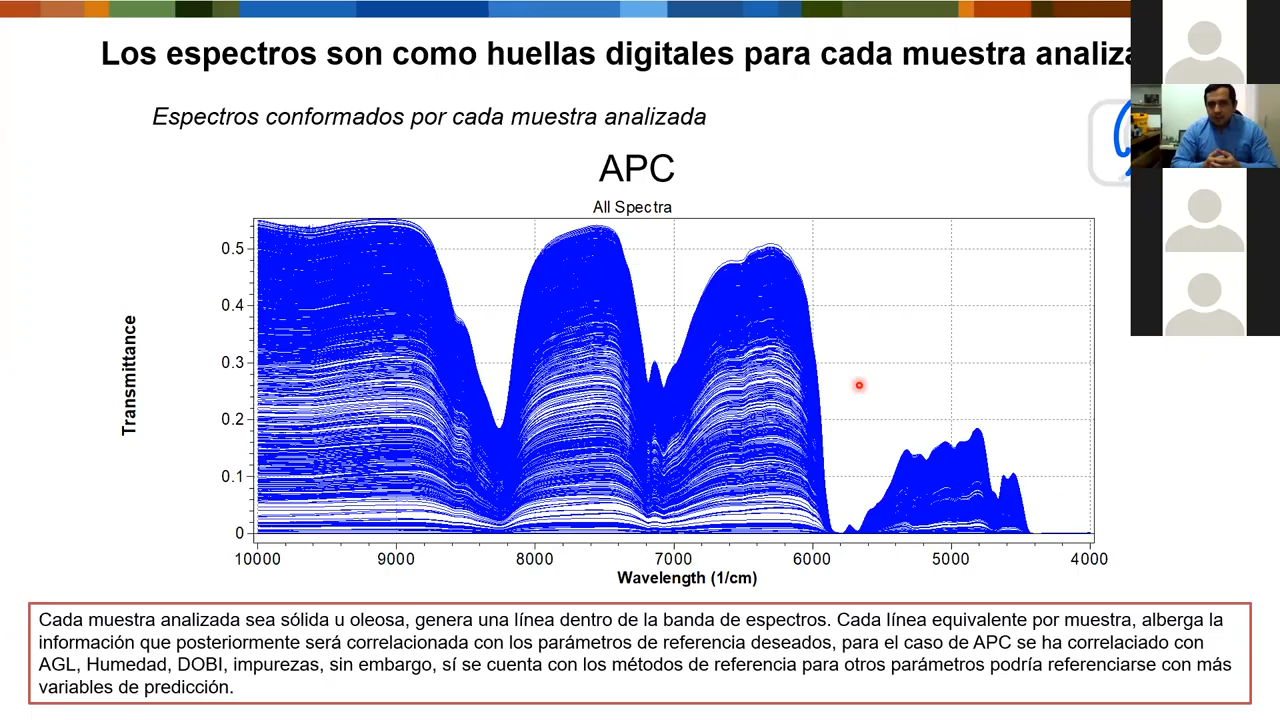 Los espectros son como huellas digitales para cada muestra analiza
Espectros conformados por cada muestra analizada
APC
All Spectra
Transmittance
0.5
0.4
0.3
0.2
0.1
0
10000 9000 8000 7000 6000 5000 4000
Wavelength (1/cm)
Cada muestra analizada sea sólida u oleosa, genera una línea dentro de la banda de espectros. Cada línea equivalente por muestra, alberga la
información que posteriormente será correlacionada con los parámetros de referencia deseados, para el caso de APC se ha correlaciado con
AGL, Humedad, DOBI, impurezas, sin embargo, sí se cuenta con los métodos de referencia para otros parámetros podría referenciarse con más
variables de predicción.